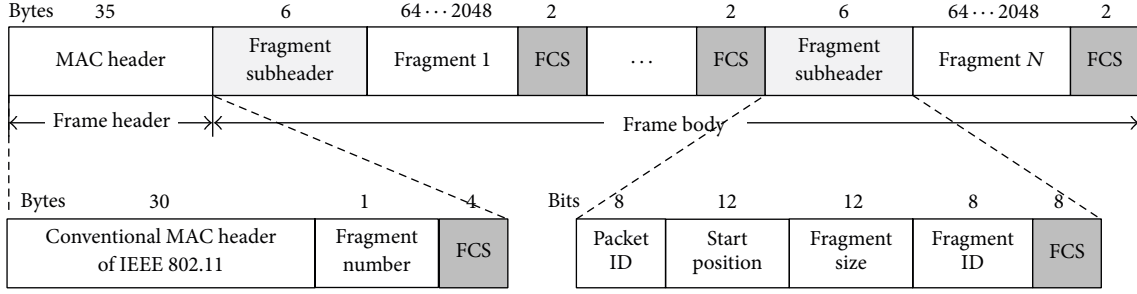 Bytes 35 6 64⋯2048 2 2 6 64⋯2048 2
MAC header
Fragment
subheader
Fragment 1
FCS
⋯
FCS
Fragment
subheader
Fragment N
FCS
Frame header
Frame body
Bytes 30 1 4
Conventional MAC header
of IEEE 802.11
Fragment
number
FCS
Bits 8 12 12 8 8
Packet
ID
Start
position
Fragment
size
Fragment
ID
FCS